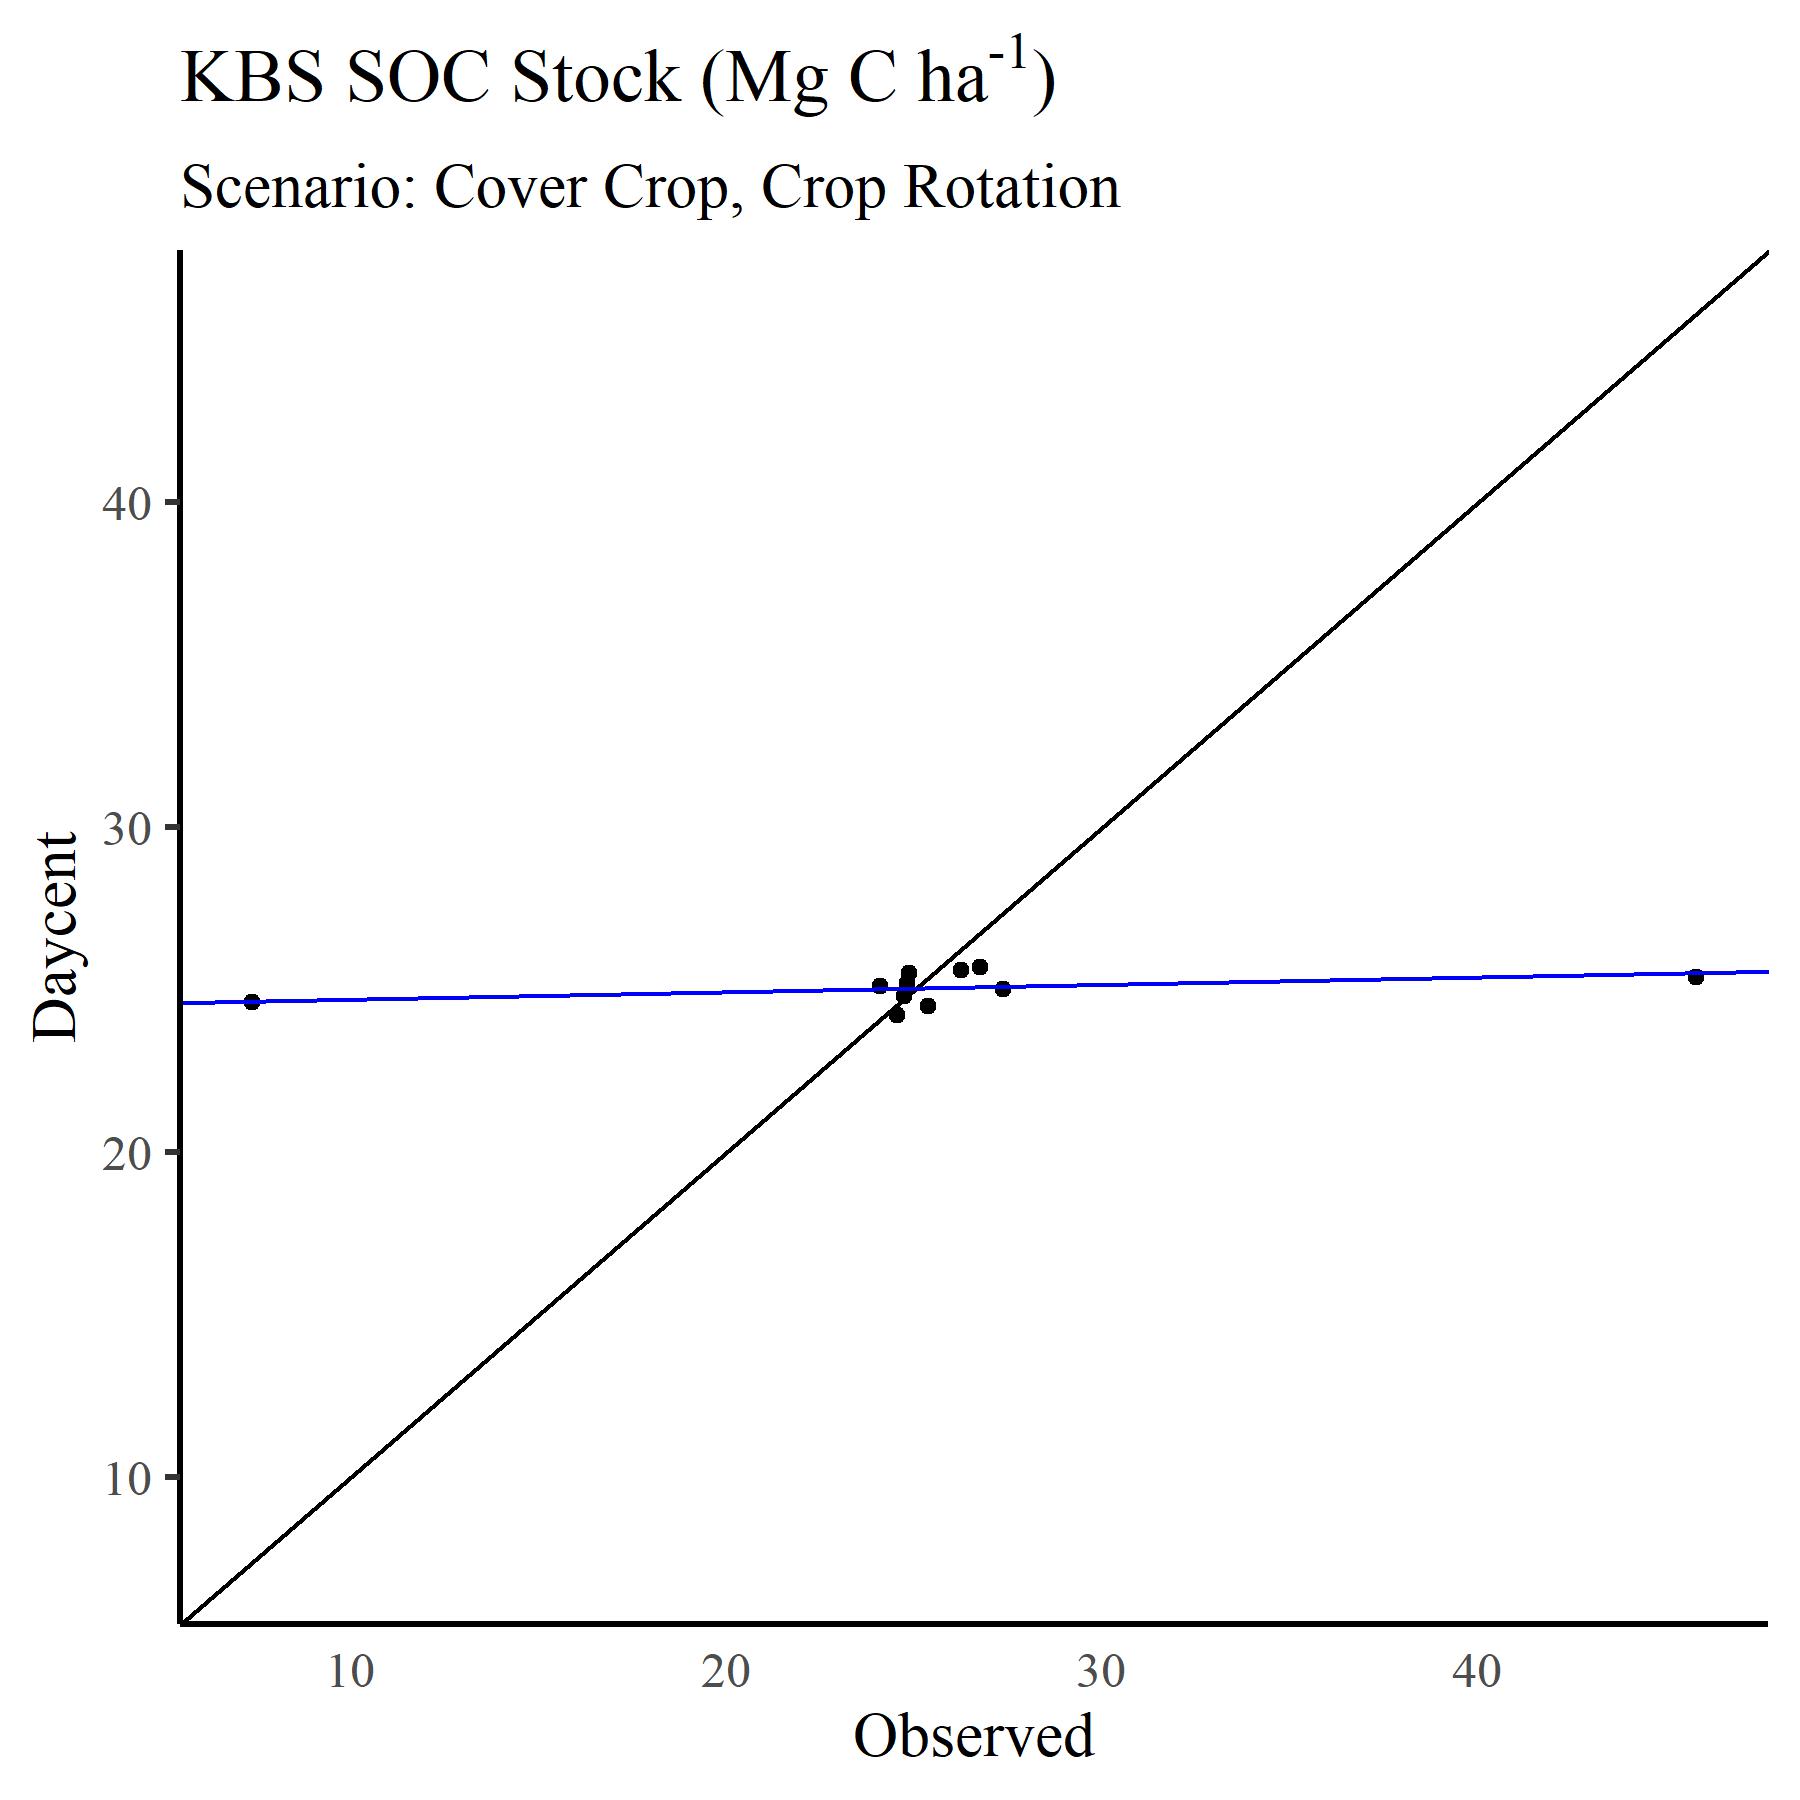 KBS SOC Stock (Mg C ha⁻¹)
Scenario: Cover Crop, Crop Rotation
40
30
20
10
Daycent
10 20 30 40
Observed